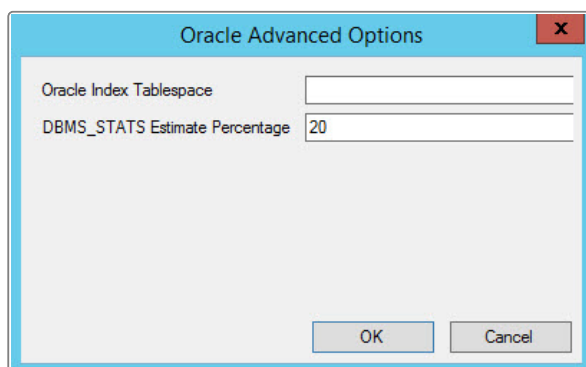 Oracle Advanced Options
x
Oracle Index Tablespace
DBMS_STATS Estimate Percentage 20
OK Cancel